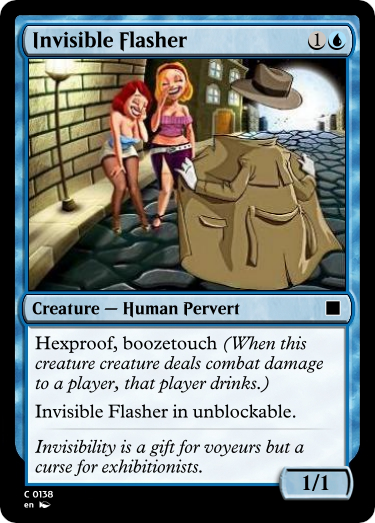 Invisible Flasher 1
Creature — Human Pervert
Hexproof, boozetouch (When this
creature creature deals combat damage
to a player, that player drinks.)
Invisible Flasher in unblockable.
Invisibility is a gift for voyeurs but a
curse for exhibitionists.
1/1
C 0138
en